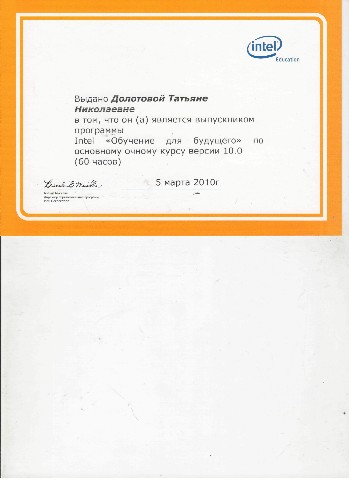 intel
Education
Выдано Долотовой Татьяне
Николаевне
в том, что он (а) является выпускником
программы
Intel «Обучение для будущего» по
основному очному курсу версии 10.0
(60 часов)
5 марта 2010г